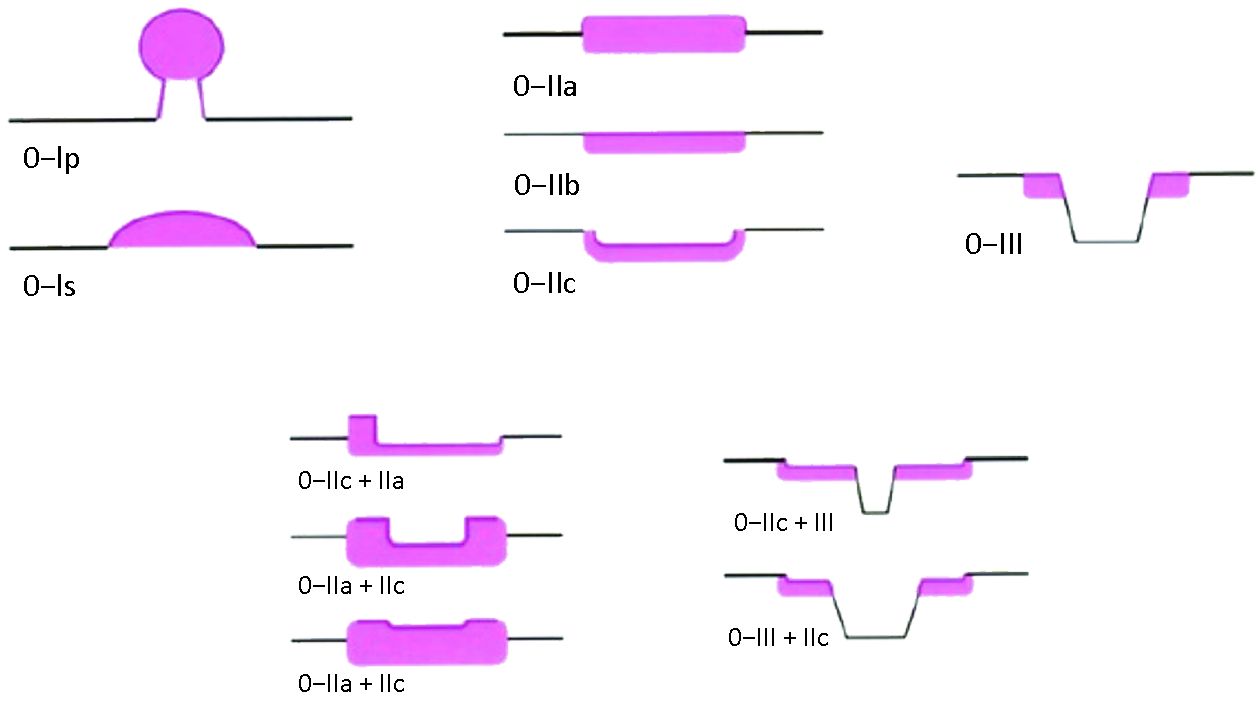 0–Ip
0–Is
0–IIa
0–IIb
0–IIc
0–III
0–IIc + IIa
0–IIa + IIc
0–IIa + IIc
0–IIc + III
0–III + IIc